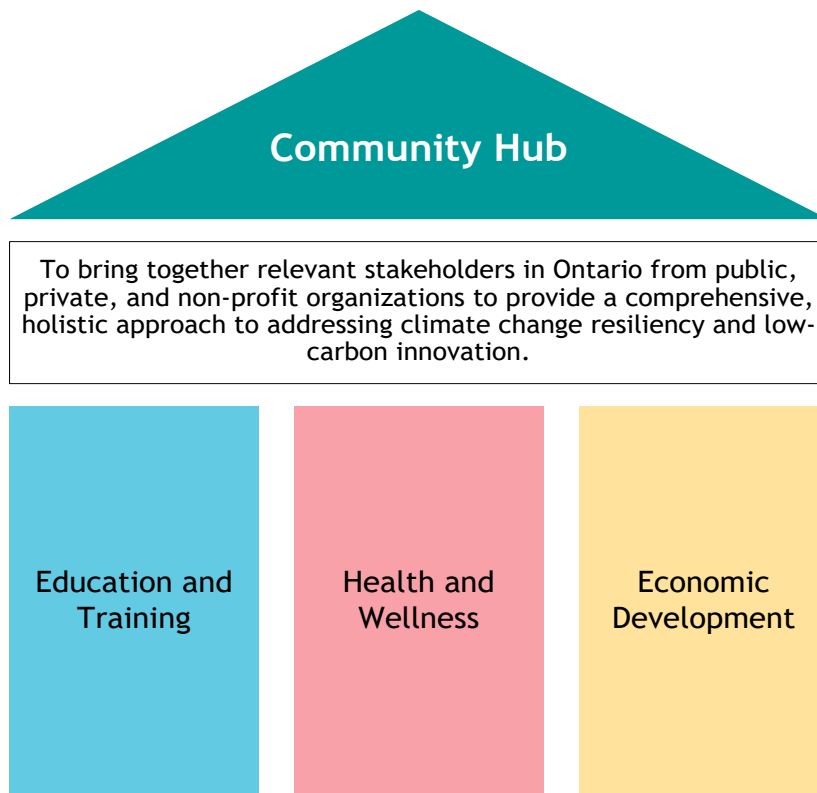 Community Hub
To bring together relevant stakeholders in Ontario from public,
private, and non-profit organizations to provide a comprehensive,
holistic approach to addressing climate change resiliency and low-
carbon innovation.
Education and
Training
Health and
Wellness
Economic
Development